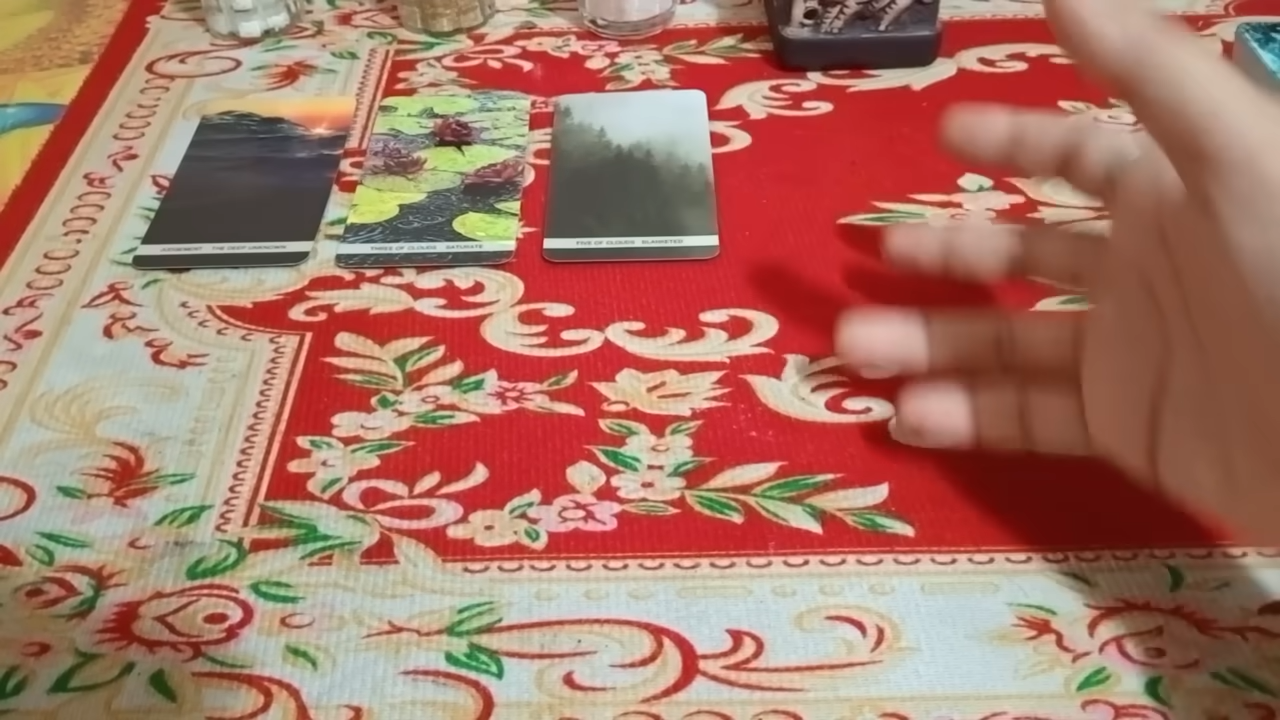 JUDGEMENT THE DEEP UNKNOWN
THREE OF CLOUDS SATURATE
FIVE OF CLOUDS BLANKETED